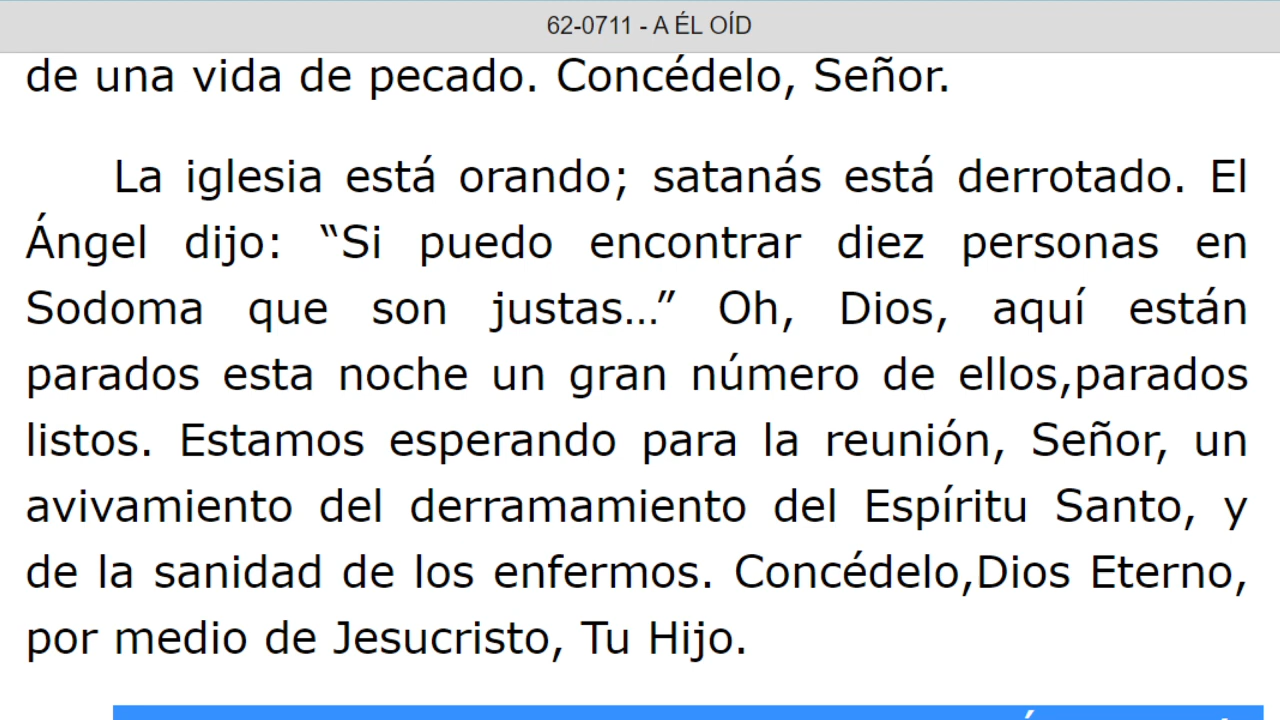 62-0711 - A ÉL OÍD
de una vida de pecado. Concédelo, Señor.
La iglesia está orando; satanás está derrotado. El
Ángel dijo: “Si puedo encontrar diez personas en
Sodoma que son justas…” Oh, Dios, aquí están
parados esta noche un gran número de ellos,parados
listos. Estamos esperando para la reunión, Señor, un
avivamiento del derramamiento del Espíritu Santo, y
de la sanidad de los enfermos. Concédelo,Dios Eterno,
por medio de Jesucristo, Tu Hijo.